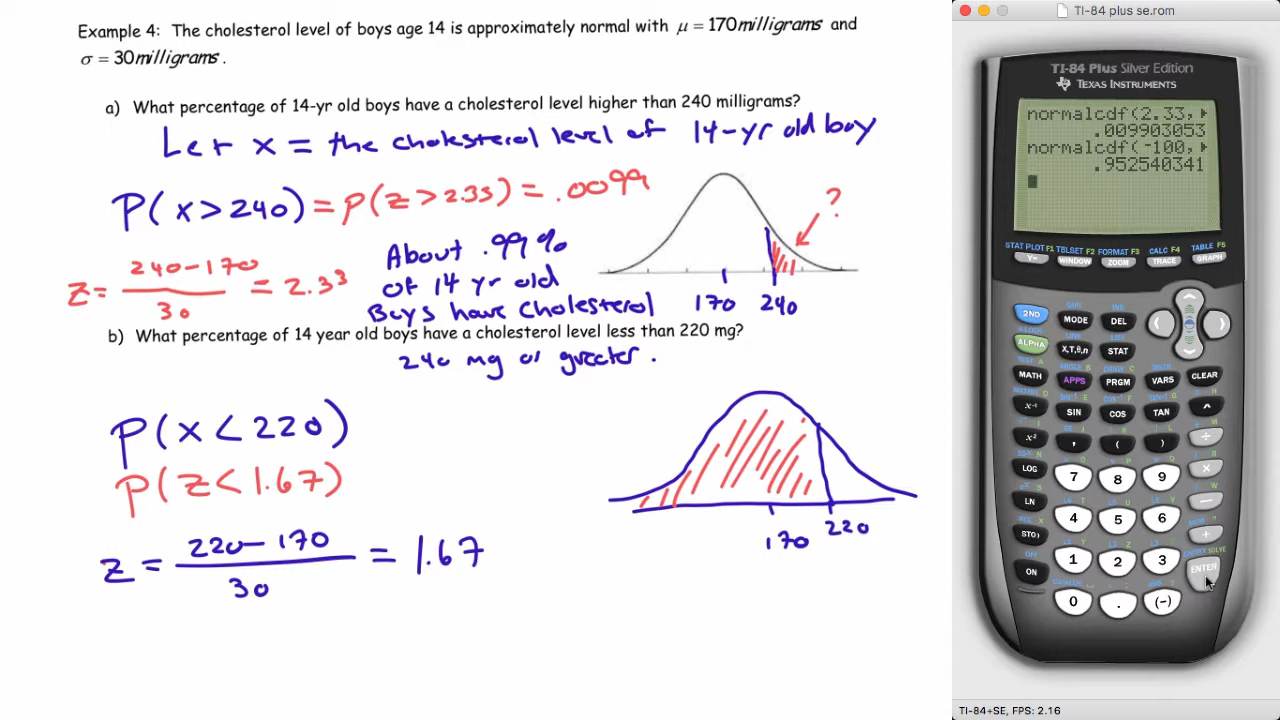 Example 4: The cholesterol level of boys age 14 is approximately normal with μ = 170 milligrams and
σ = 30 milligrams.
a) What percentage of 14-yr old boys have a cholesterol level higher than 240 milligrams?
Let x = the cholesterol level of 14-yr old boy
P(x>240) = P(z>2.33) = .0099
?
z = 240-170 / 30 = 2.33
About .99%
of 14 yr old
Boys have cholesterol
170 240
b) What percentage of 14 year old boys have a cholesterol level less than 220 mg?
240 mg or greater.
P(x<220)
P(z<1.67)
z = 220-170 / 30 = 1.67
170 220
TI-84 plus se.rom
TI-84 Plus Silver Edition
TEXAS INSTRUMENTS
normalcdf(2.33,
.009903053
normalcdf(-100,
.952540341
STAT PLOT F1 TBLSET F2 FORMAT F3 CALC F4 TABLE F5
Y= WINDOW ZOOM TRACE GRAPH
2ND MODE DEL
ALPHA X,T,θ,n STAT
MATH APPS PRGM VARS CLEAR
x⁻¹ SIN COS TAN ^
x² , ( ) ÷
LOG 7 8 9 ×
LN 4 5 6 −
STO› 1 2 3 +
ON 0 . (-) ENTER
TI-84+SE, FPS: 2.16